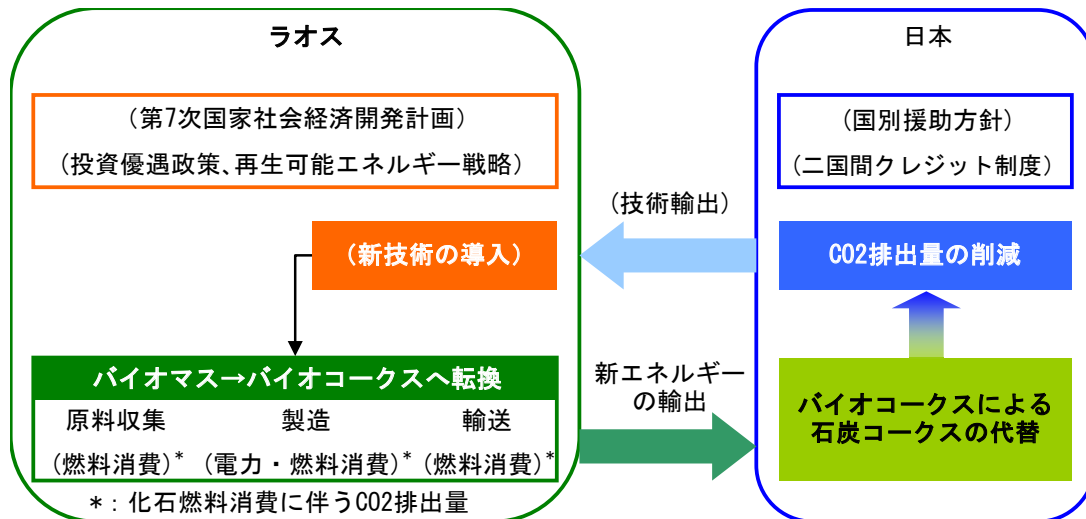 ラオス
(第7次国家社会経済開発計画)
(投資優遇政策、再生可能エネルギー戦略)
(新技術の導入)
バイオマス→バイオコークスへ転換
原料収集 製造 輸送
(燃料消費)* (電力・燃料消費)* (燃料消費)*
*：化石燃料消費に伴うCO2排出量
(技術輸出)
新エネルギー
の輸出
日本
(国別援助方針)
(二国間クレジット制度)
CO2排出量の削減
バイオコークスによる
石炭コークスの代替